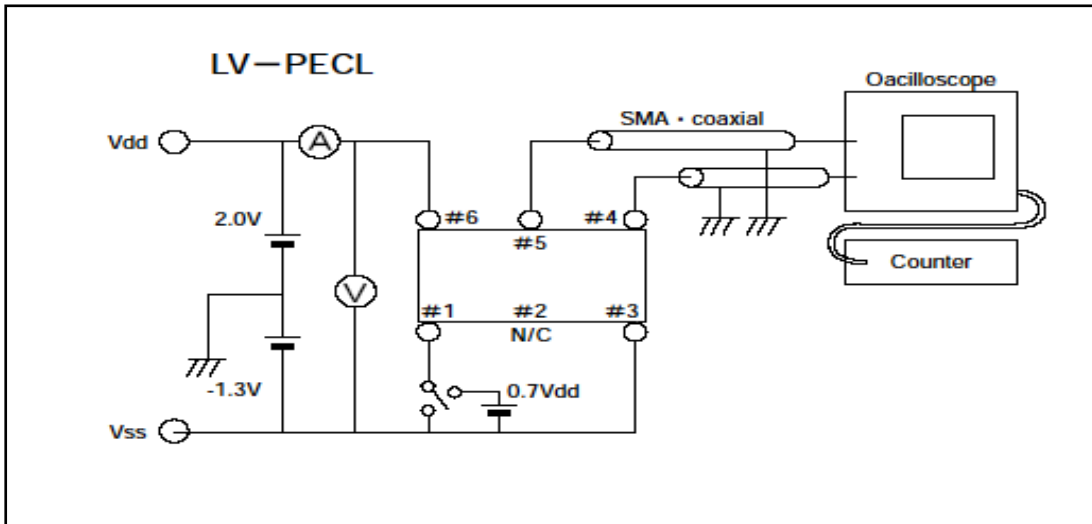 LV−PECL
Oacilloscope
SMA・coaxial
Vdd
A
#6
#4
2.0V
#5
Counter
V
#1
#2
#3
N/C
-1.3V
0.7Vdd
Vss